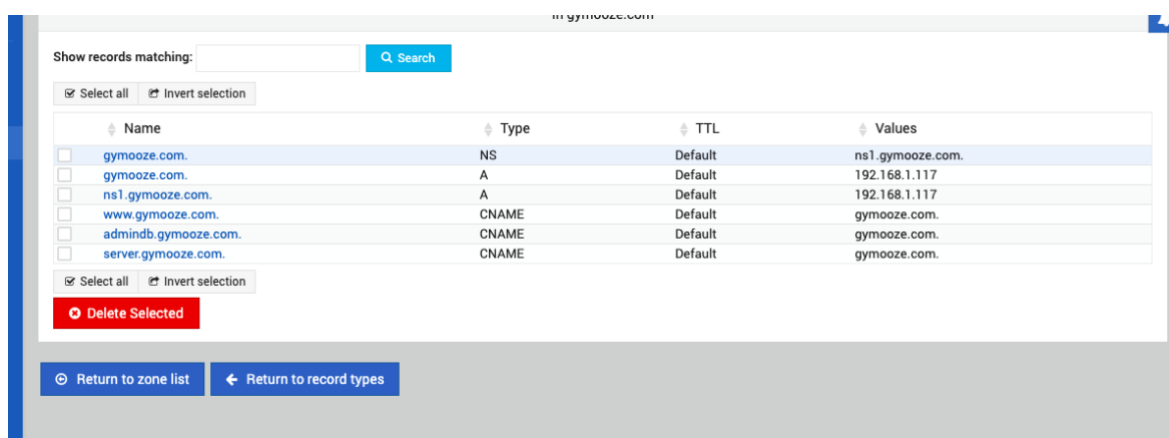 In gymooze.com
Show records matching: Search
Select all Invert selection
Name Type TTL Values
gymooze.com. NS Default ns1.gymooze.com.
gymooze.com. A Default 192.168.1.117
ns1.gymooze.com. A Default 192.168.1.117
www.gymooze.com. CNAME Default gymooze.com.
admindb.gymooze.com. CNAME Default gymooze.com.
server.gymooze.com. CNAME Default gymooze.com.
Select all Invert selection
Delete Selected
Return to zone list Return to record types